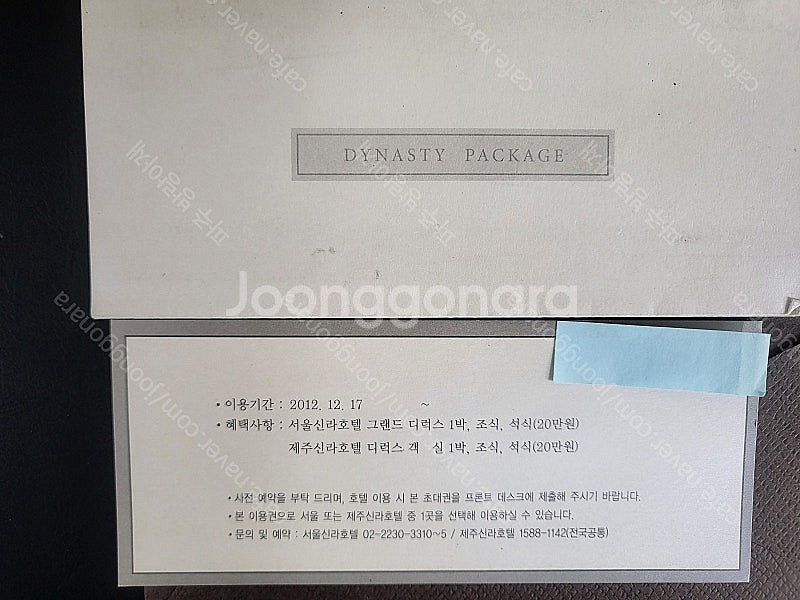 DYNASTY PACKAGE
Joonggonara
• 이용기간 : 2012. 12. 17 ~
• 혜택사항 : 서울신라호텔 그랜드 디럭스 1박, 조식, 석식(20만원)
제주신라호텔 디럭스 객 실 1박, 조식, 석식(20만원)
• 사전 예약을 부탁 드리며, 호텔 이용 시 본 초대권을 프론트 데스크에 제출해 주시기 바랍니다.
• 본 이용권으로 서울 또는 제주신라호텔 중 1곳을 선택해 이용하실 수 있습니다.
• 문의 및 예약 : 서울신라호텔 02-2230-3310~5 / 제주신라호텔 1588-1142(전국공통)